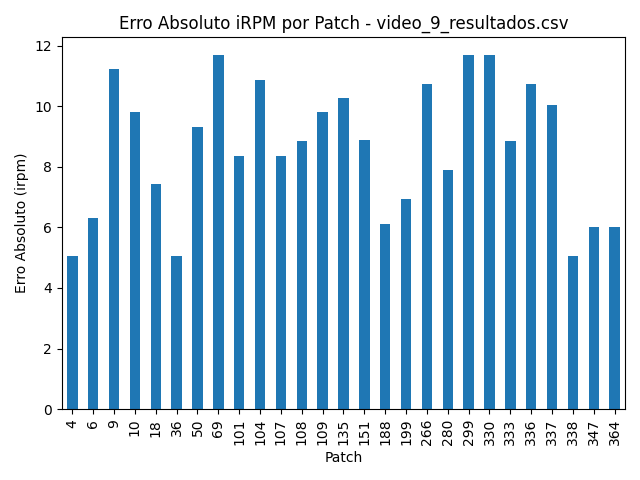 Erro Absoluto iRPM por Patch - video_9_resultados.csv
Erro Absoluto (irpm)
12
10
8
6
4
2
0
4 6 9 10 18 36 50 69 101 104 107 108 109 135 151 188 199 266 280 299 330 333 336 337 338 347 364
Patch